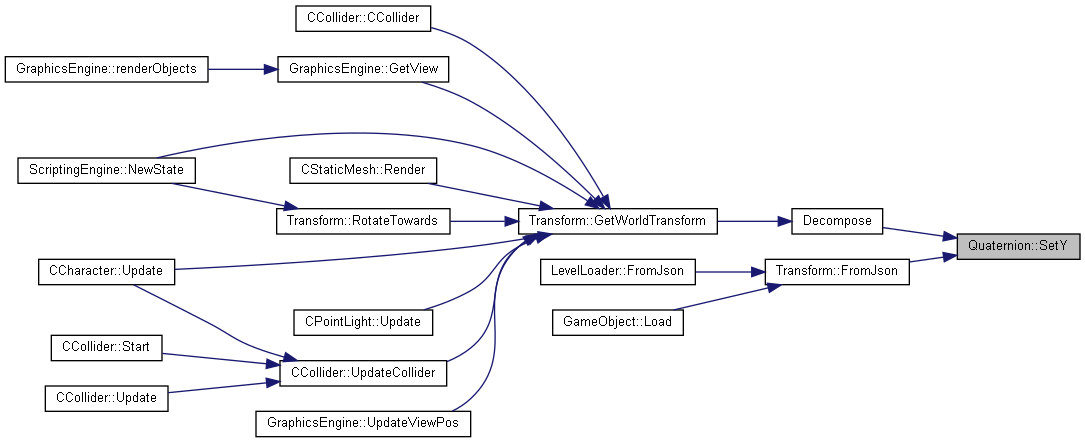 CCollider::CCollider
GraphicsEngine::renderObjects
GraphicsEngine::GetView
ScriptingEngine::NewState
CStaticMesh::Render
Transform::RotateTowards
Transform::GetWorldTransform
Decompose
Quaternion::SetY
CCharacter::Update
LevelLoader::FromJson
Transform::FromJson
CPointLight::Update
GameObject::Load
CCollider::Start
CCollider::UpdateCollider
CCollider::Update
GraphicsEngine::UpdateViewPos